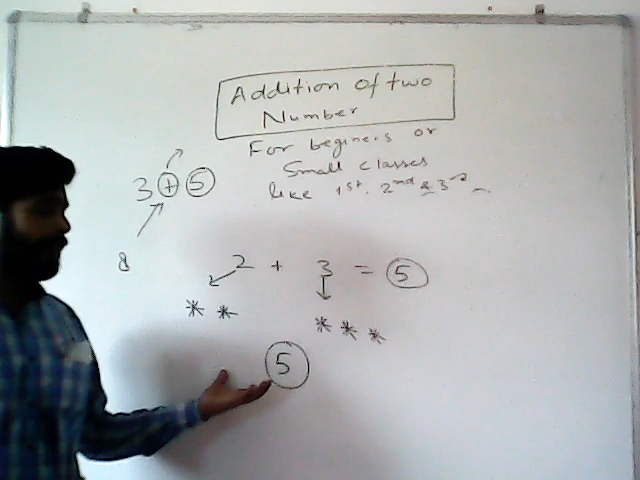 Addition of two
Number
For beginers or
Small classes
like 1st, 2nd & 3rd
3 + 5
8
2 + 3 = 5
* *
* * *
5